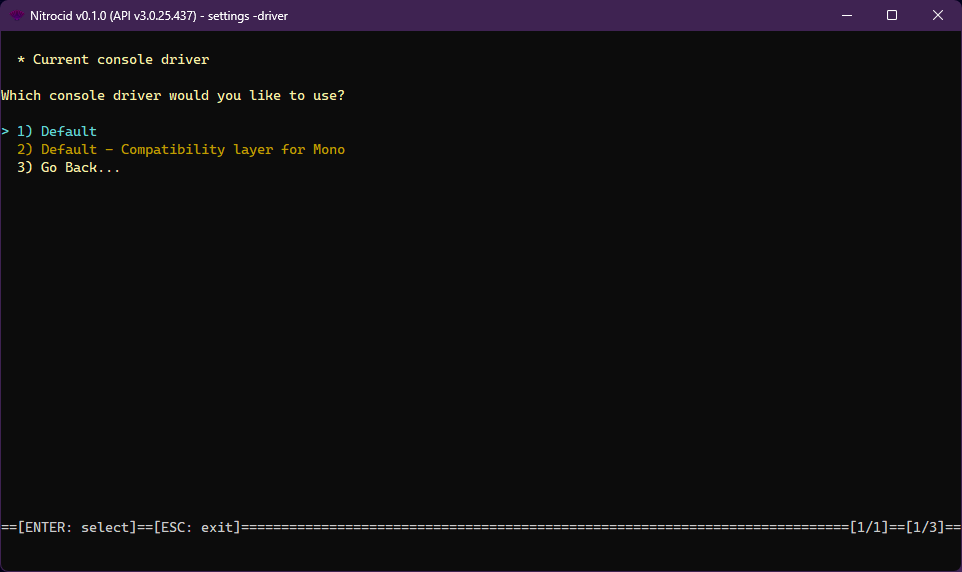 Nitrocid v0.1.0 (API v3.0.25.437) - settings -driver
* Current console driver
Which console driver would you like to use?
> 1) Default
2) Default - Compatibility layer for Mono
3) Go Back...
==[ENTER: select]==[ESC: exit]============================================================================[1/1]==[1/3]==